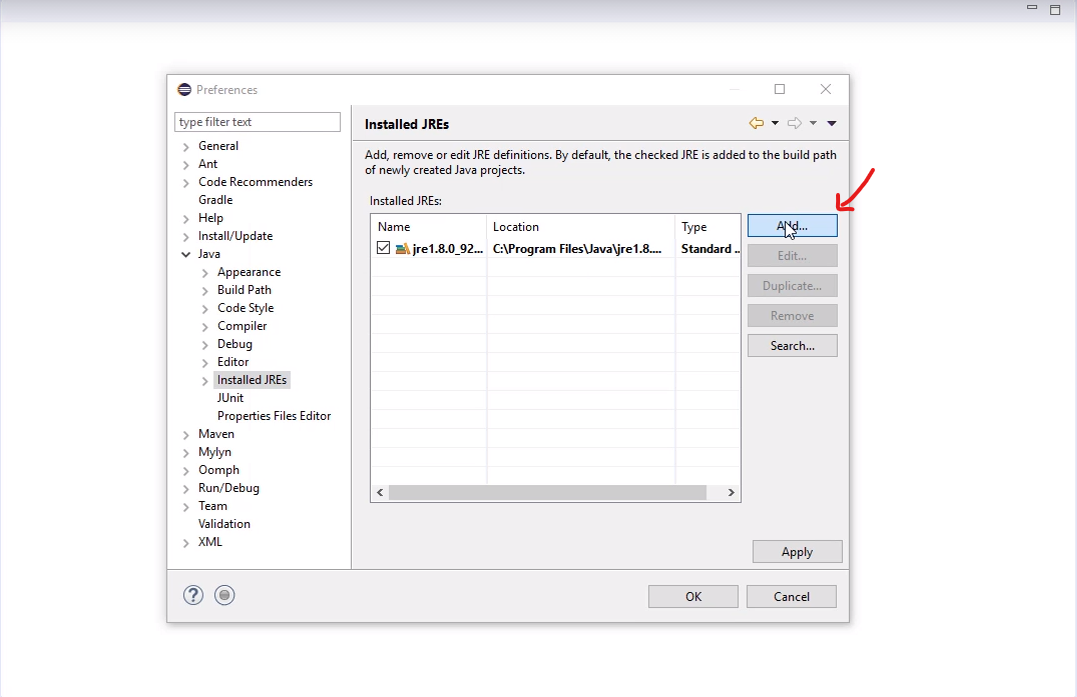 Preferences
type filter text
General
Ant
Code Recommenders
Gradle
Help
Install/Update
Java
Appearance
Build Path
Code Style
Compiler
Debug
Editor
Installed JREs
JUnit
Properties Files Editor
Maven
Mylyn
Oomph
Run/Debug
Team
Validation
XML
Installed JREs
Add, remove or edit JRE definitions. By default, the checked JRE is added to the build path
of newly created Java projects.
Installed JREs:
Name Location Type
jre1.8.0_92... C:\Program Files\Java\jre1.8.... Standard ..
Add...
Edit...
Duplicate...
Remove
Search...
Apply
?
OK Cancel